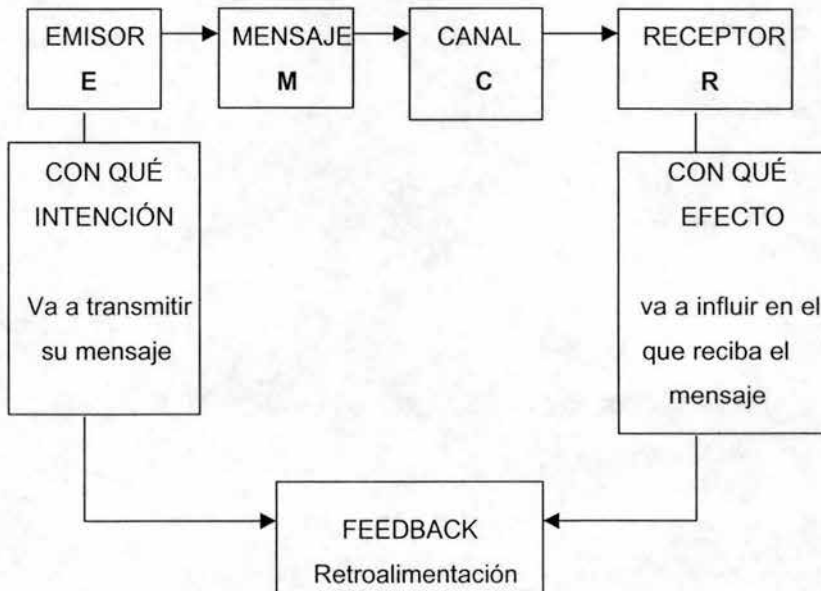 EMISOR
E
MENSAJE
M
CANAL
C
RECEPTOR
R
CON QUÉ
INTENCIÓN
Va a transmitir
su mensaje
CON QUÉ
EFECTO
va a influir en el
que reciba el
mensaje
FEEDBACK
Retroalimentación